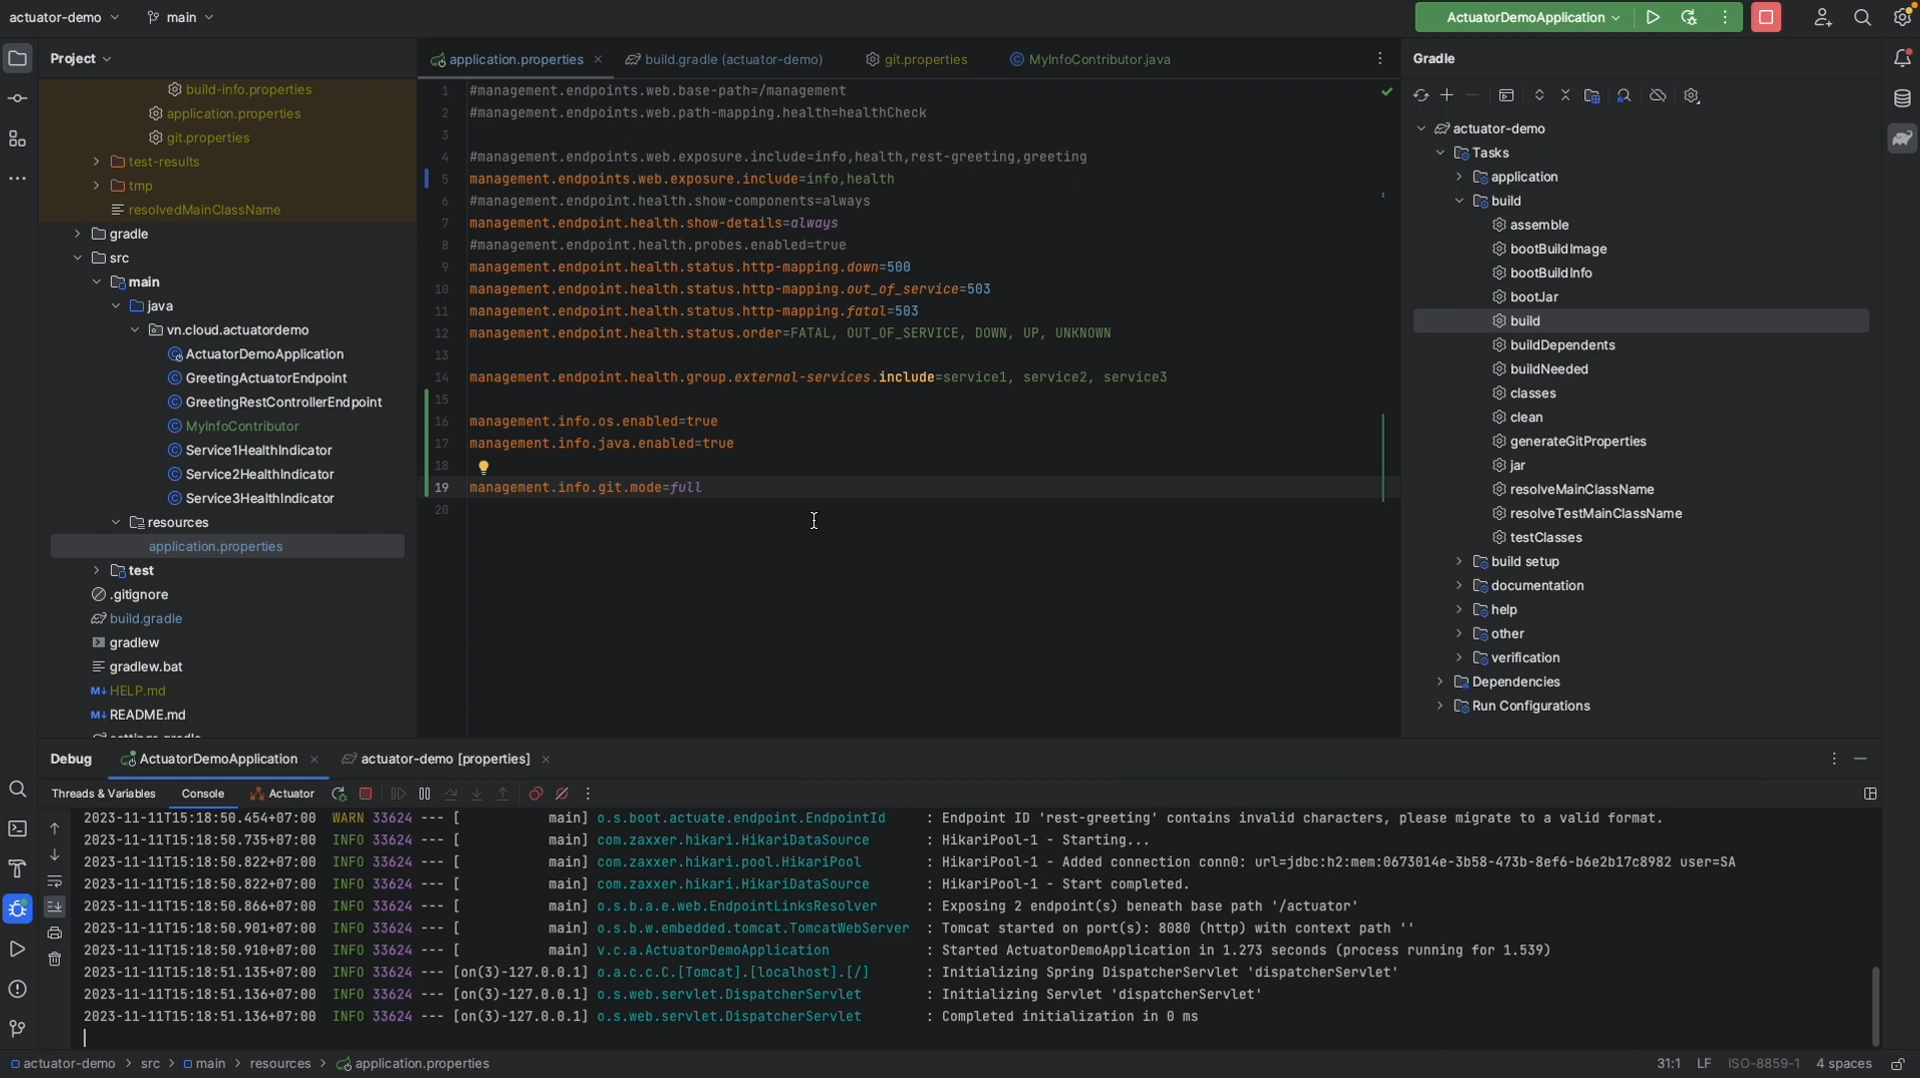 actuator-demo
main
ActuatorDemoApplication
Project
build-info.properties
application.properties
git.properties
test-results
tmp
resolvedMainClassName
gradle
src
main
java
vn.cloud.actuatordemo
ActuatorDemoApplication
GreetingActuatorEndpoint
GreetingRestControllerEndpoint
MyInfoContributor
Service1HealthIndicator
Service2HealthIndicator
Service3HealthIndicator
resources
application.properties
test
.gitignore
build.gradle
gradlew
gradlew.bat
M↓ HELP.md
M↓ README.md
application.properties
build.gradle (actuator-demo)
git.properties
MyInfoContributor.java
1 #management.endpoints.web.base-path=/management
2 #management.endpoints.web.path-mapping.health=healthCheck
3
4 #management.endpoints.web.exposure.include=info,health,rest-greeting,greeting
5 management.endpoints.web.exposure.include=info,health
6 #management.endpoint.health.show-components=always
7 management.endpoint.health.show-details=always
8 #management.endpoint.health.probes.enabled=true
9 management.endpoint.health.status.http-mapping.down=500
10 management.endpoint.health.status.http-mapping.out_of_service=503
11 management.endpoint.health.status.http-mapping.fatal=503
12 management.endpoint.health.status.order=FATAL, OUT_OF_SERVICE, DOWN, UP, UNKNOWN
13
14 management.endpoint.health.group.external-services.include=service1, service2, service3
15
16 management.info.os.enabled=true
17 management.info.java.enabled=true
18
19 management.info.git.mode=full
20
Gradle
actuator-demo
Tasks
application
build
assemble
bootBuildImage
bootBuildInfo
bootJar
build
buildDependents
buildNeeded
classes
clean
generateGitProperties
jar
resolveMainClassName
resolveTestMainClassName
testClasses
build setup
documentation
help
other
verification
Dependencies
Run Configurations
Debug
ActuatorDemoApplication
actuator-demo [properties]
Threads & Variables
Console
Actuator
2023-11-11T15:18:50.454+07:00 WARN 33624 --- [ main] o.s.boot.actuate.endpoint.EndpointId : Endpoint ID 'rest-greeting' contains invalid characters, please migrate to a valid format.
2023-11-11T15:18:50.735+07:00 INFO 33624 --- [ main] com.zaxxer.hikari.HikariDataSource : HikariPool-1 - Starting...
2023-11-11T15:18:50.822+07:00 INFO 33624 --- [ main] com.zaxxer.hikari.pool.HikariPool : HikariPool-1 - Added connection conn0: url=jdbc:h2:mem:0673014e-3b58-473b-8ef6-b6e2b17c8982 user=SA
2023-11-11T15:18:50.822+07:00 INFO 33624 --- [ main] com.zaxxer.hikari.HikariDataSource : HikariPool-1 - Start completed.
2023-11-11T15:18:50.866+07:00 INFO 33624 --- [ main] o.s.b.a.e.web.EndpointLinksResolver : Exposing 2 endpoint(s) beneath base path '/actuator'
2023-11-11T15:18:50.901+07:00 INFO 33624 --- [ main] o.s.b.w.embedded.tomcat.TomcatWebServer : Tomcat started on port(s): 8080 (http) with context path ''
2023-11-11T15:18:50.910+07:00 INFO 33624 --- [ main] v.c.a.ActuatorDemoApplication : Started ActuatorDemoApplication in 1.273 seconds (process running for 1.539)
2023-11-11T15:18:51.135+07:00 INFO 33624 --- [on(3)-127.0.0.1] o.a.c.c.C.[Tomcat].[localhost].[/] : Initializing Spring DispatcherServlet 'dispatcherServlet'
2023-11-11T15:18:51.136+07:00 INFO 33624 --- [on(3)-127.0.0.1] o.s.web.servlet.DispatcherServlet : Initializing Servlet 'dispatcherServlet'
2023-11-11T15:18:51.136+07:00 INFO 33624 --- [on(3)-127.0.0.1] o.s.web.servlet.DispatcherServlet : Completed initialization in 0 ms
actuator-demo > src > main > resources > application.properties
31:1 LF ISO-8859-1 4 spaces